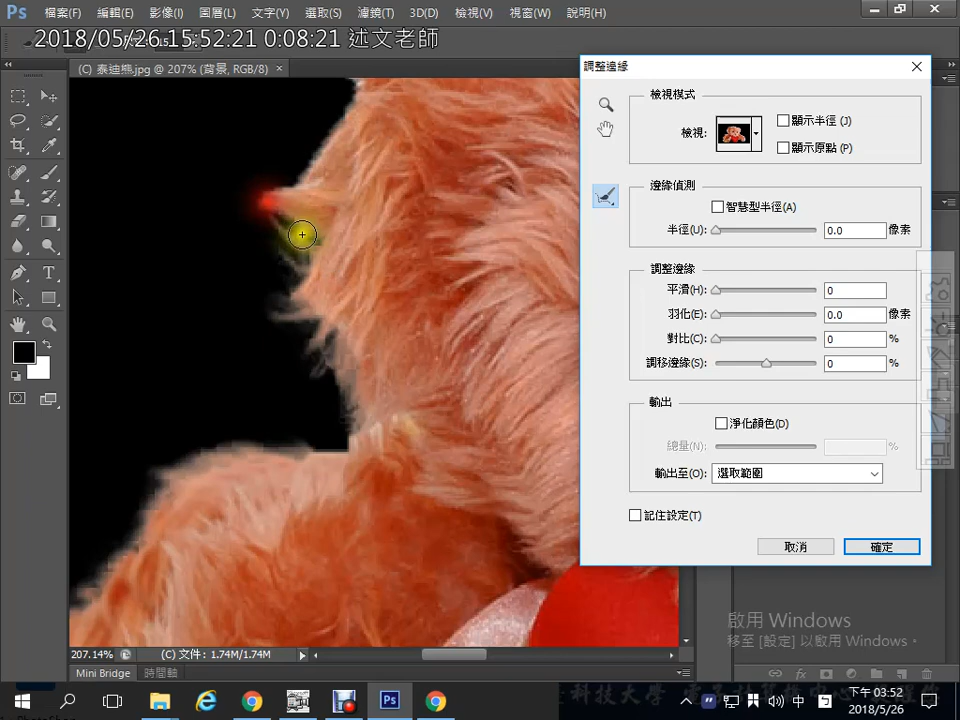 Ps 檔案(F) 編輯(E) 影像(I) 圖層(L) 文字(Y) 選取(S) 濾鏡(T) 3D(D) 檢視(V) 視窗(W) 說明(H)
2018/05/26 15:52:21 0:08:21 述文老師
(C) 泰迪熊.jpg @ 207% (背景, RGB/8) ×
調整邊緣
檢視模式
檢視:
顯示半徑 (J)
顯示原點 (P)
邊緣偵測
智慧型半徑(A)
半徑(U): 0.0 像素
調整邊緣
平滑(H): 0
羽化(E): 0.0 像素
對比(C): 0 %
調移邊緣(S): 0 %
輸出
淨化顏色(D)
總量(N): %
輸出至(O): 選取範圍
記住設定(T)
取消 確定
啟用 Windows
移至 [設定] 以啟用 Windows。
207.14% (C) 文件: 1.74M/1.74M
Mini Bridge 時間軸
科技大學
中
下午 03:52
2018/5/26